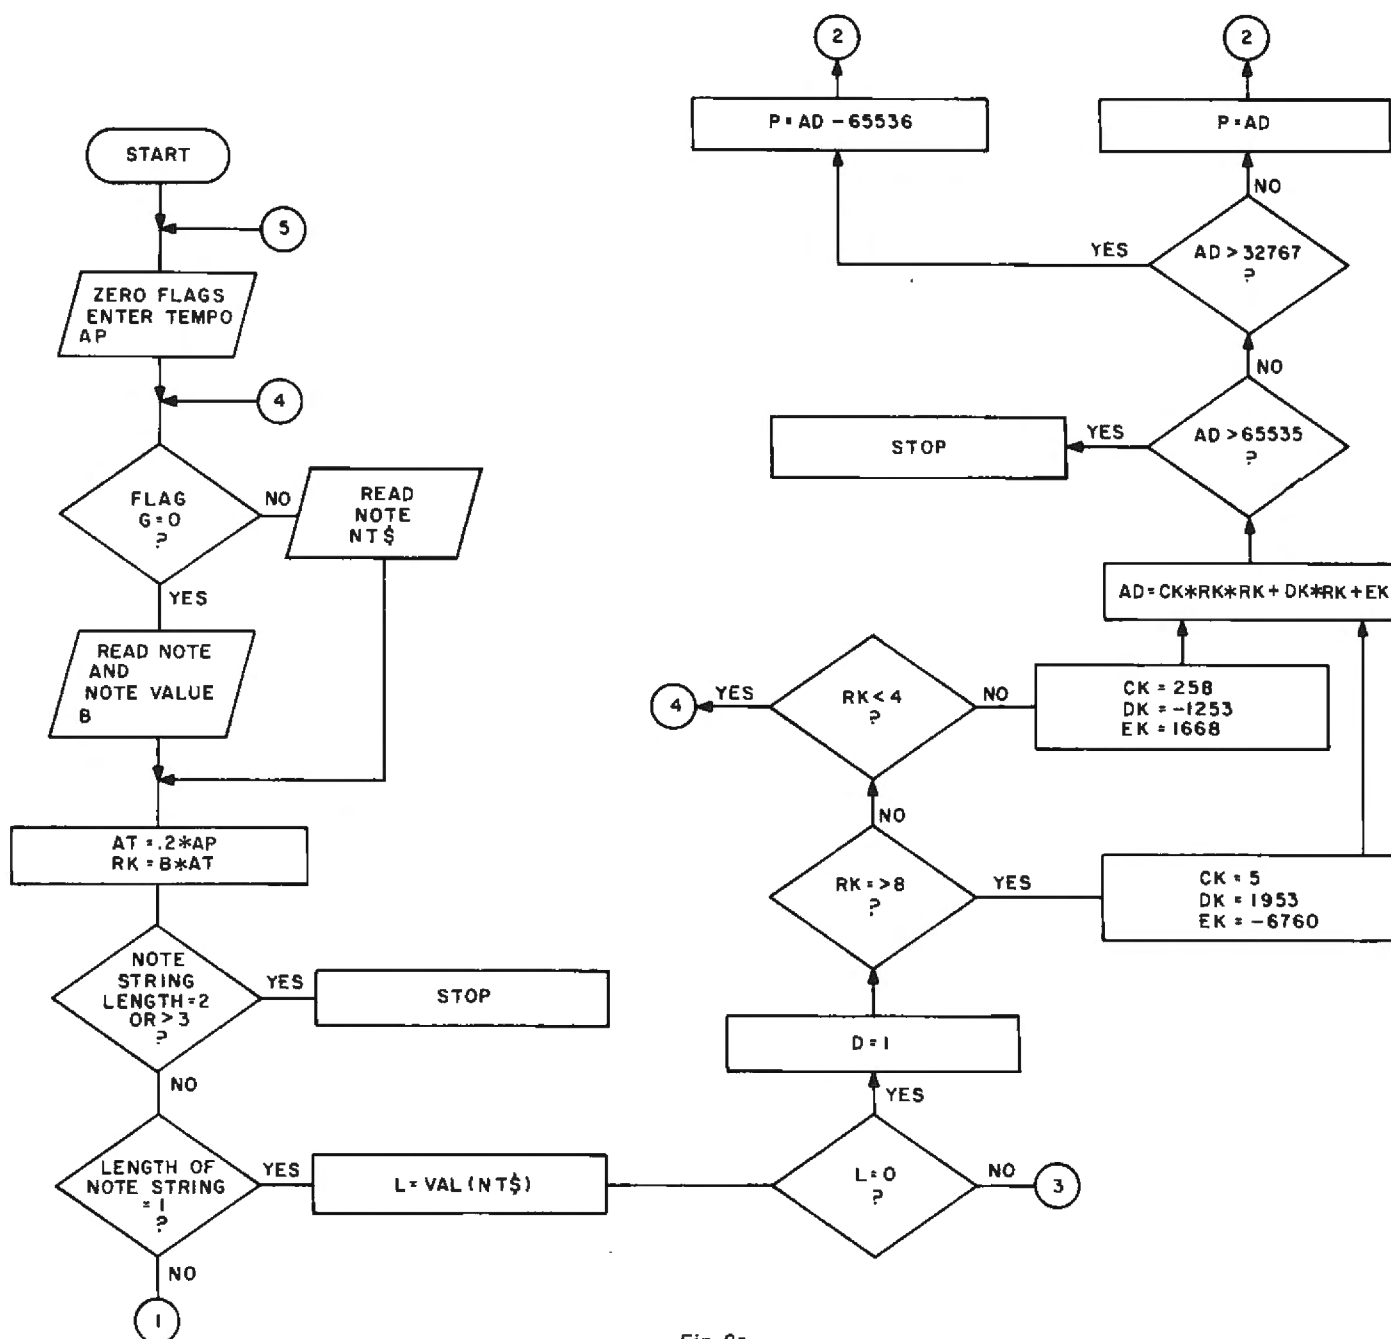 START
5
ZERO FLAGS
ENTER TEMPO
AP
4
FLAG
G=0
?
NO
READ
NOTE
NT$
YES
READ NOTE
AND
NOTE VALUE
B
AT=.2*AP
RK=B*AT
NOTE
STRING
LENGTH=2
OR>3
?
YES
STOP
NO
LENGTH OF
NOTE STRING
=1
?
YES
L=VAL(NT$)
NO
1
L=0
?
NO
3
YES
D=1
RK=>8
?
YES
CK=5
DK=1953
EK=-6760
NO
RK<4
?
YES
4
NO
CK=258
DK=-1253
EK=1668
AD=CK*RK*RK+DK*RK+EK
AD>65535
?
YES
STOP
NO
AD>32767
?
YES
P=AD-65536
2
NO
P=AD
2